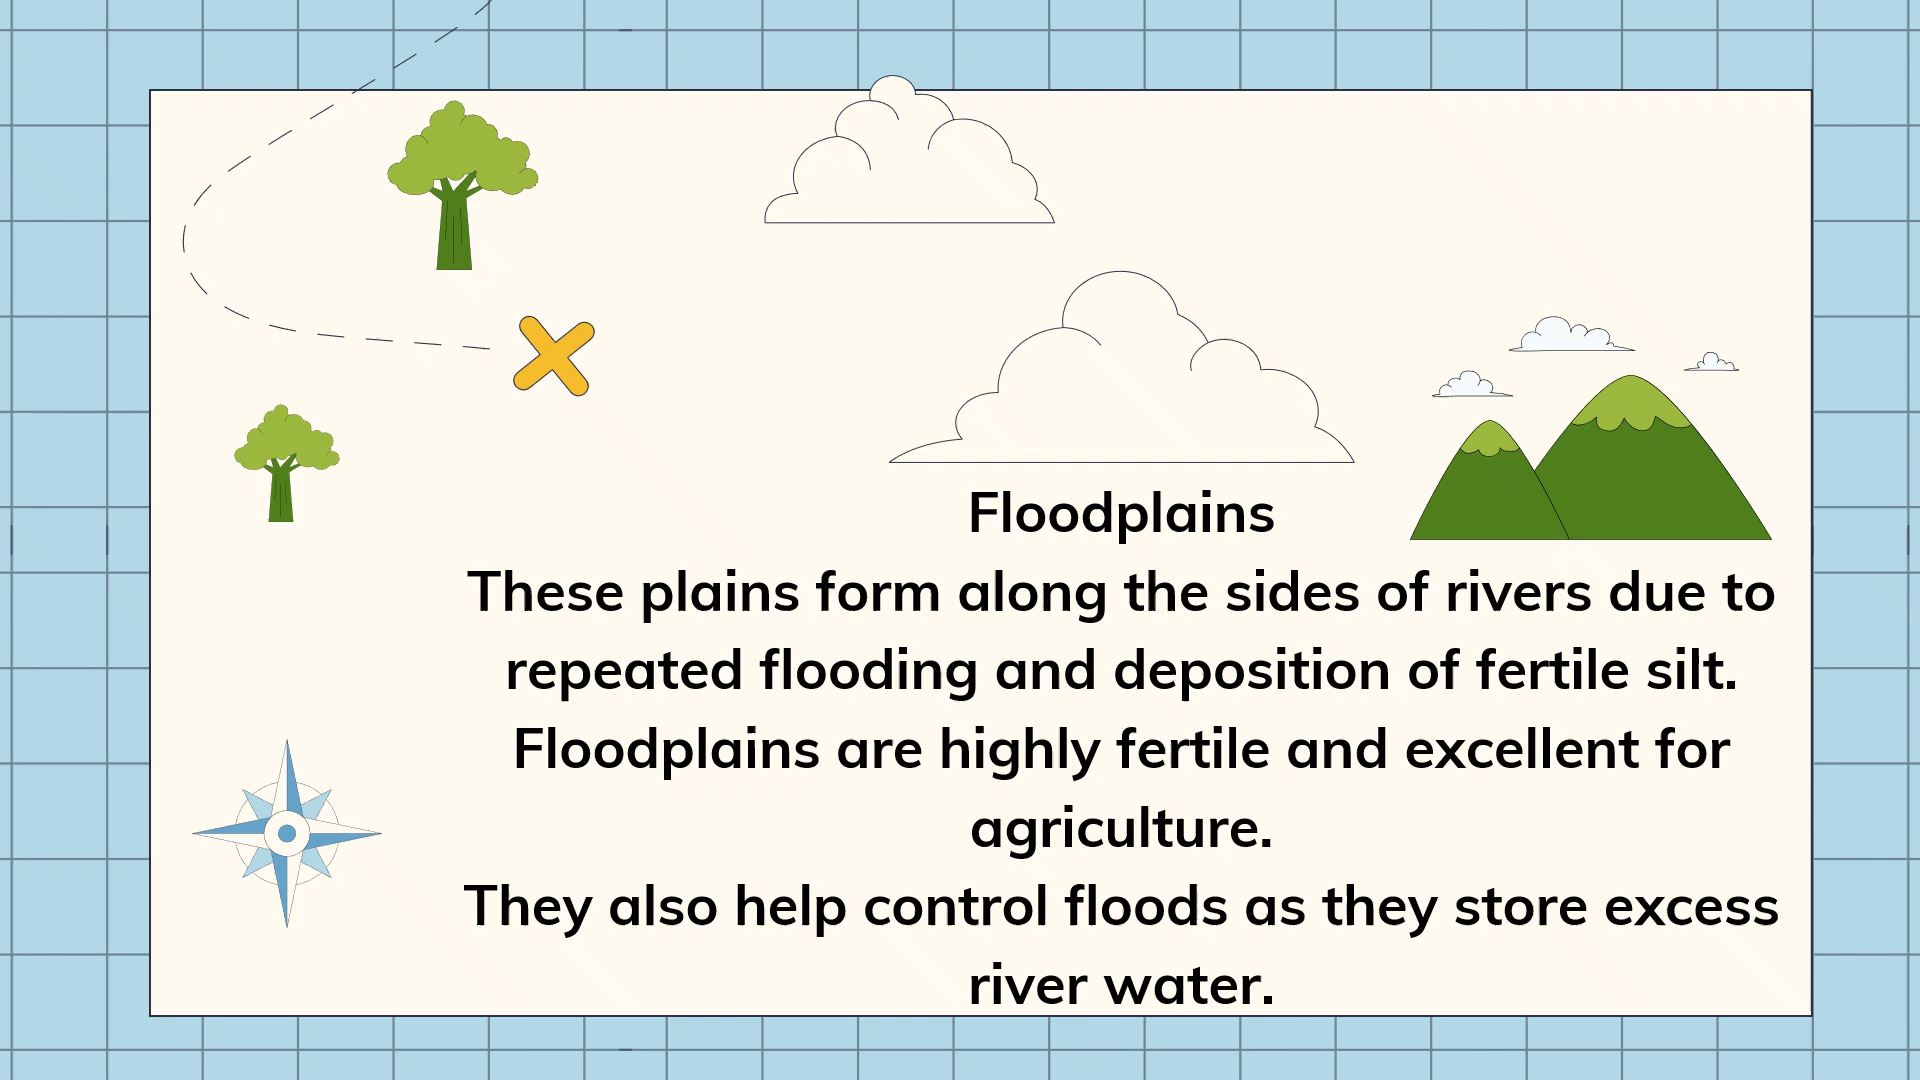 Floodplains
These plains form along the sides of rivers due to
repeated flooding and deposition of fertile silt.
Floodplains are highly fertile and excellent for
agriculture.
They also help control floods as they store excess
river water.